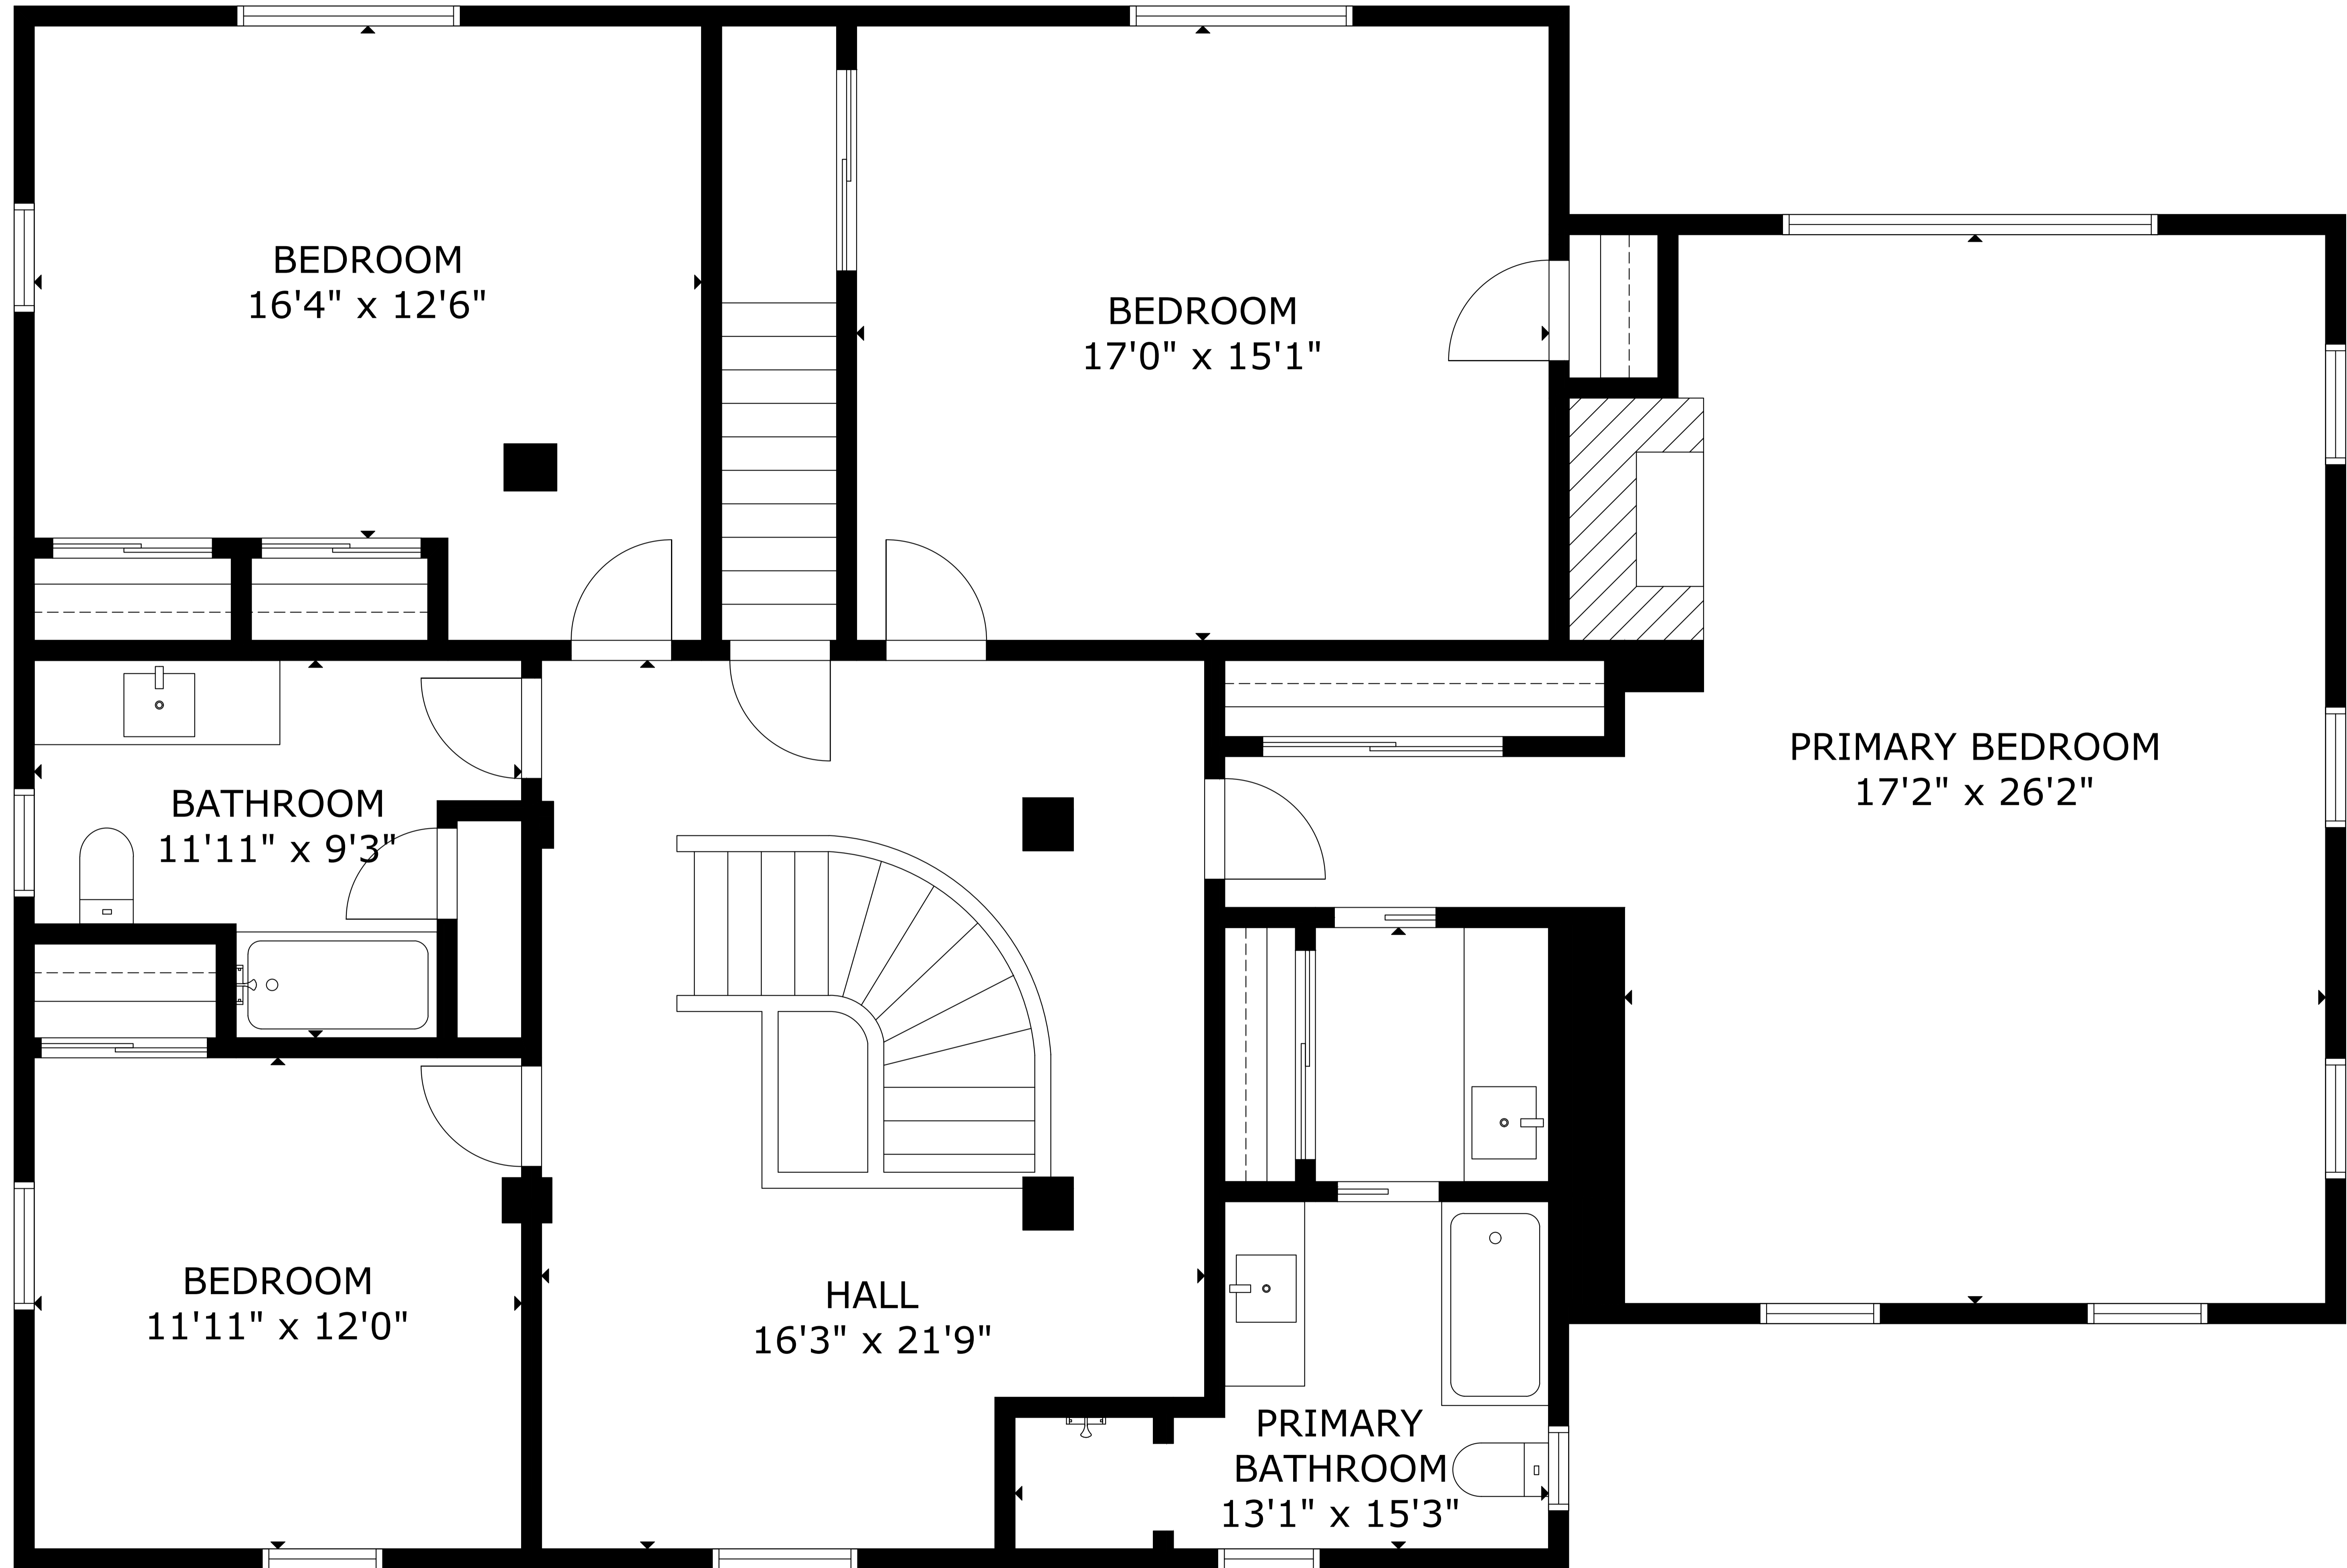 BEDROOM
16'4" x 12'6"
BEDROOM
17'0" x 15'1"
PRIMARY BEDROOM
17'2" x 26'2"
BATHROOM
11'11" x 9'3"
BEDROOM
11'11" x 12'0"
HALL
16'3" x 21'9"
PRIMARY
BATHROOM
13'1" x 15'3"